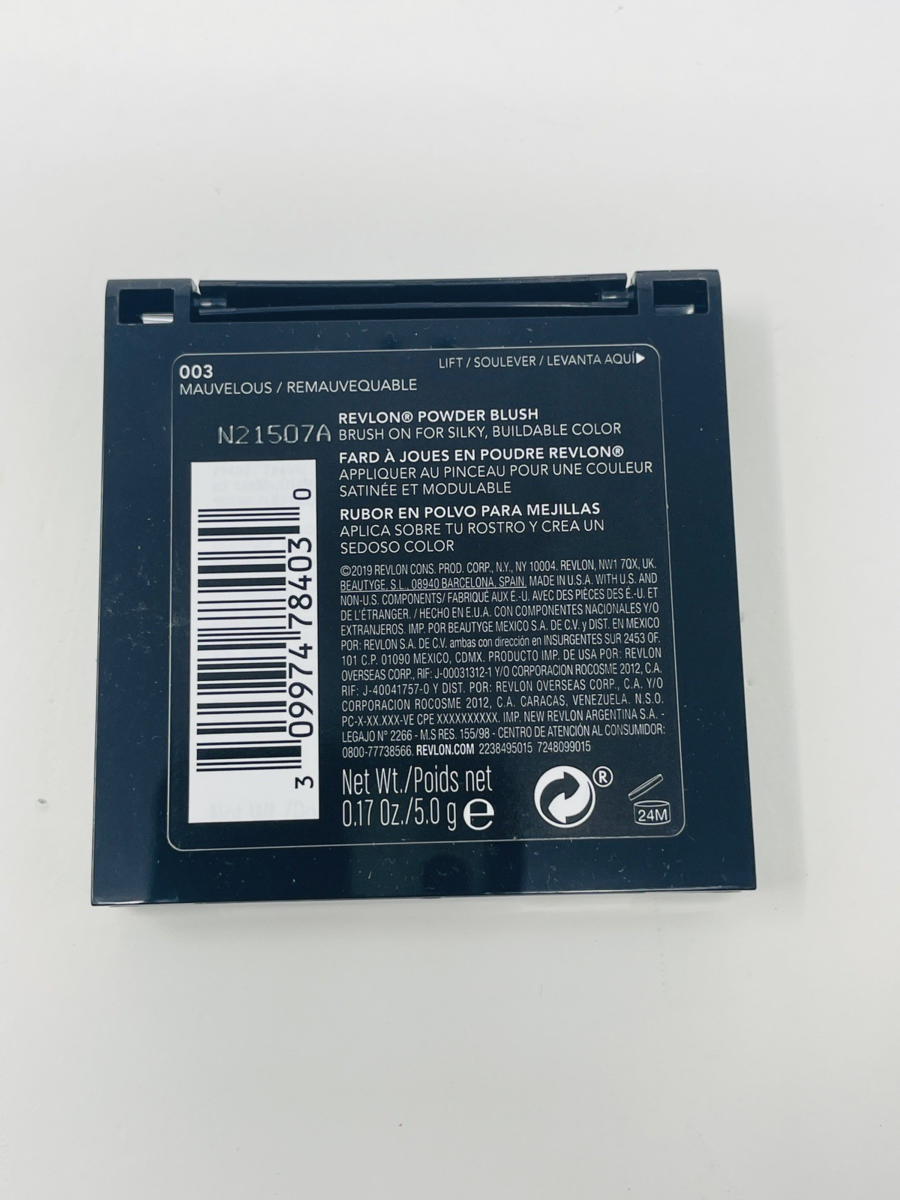 003
MAUVELOUS / REMAUVEQUABLE
LIFT / SOULEVER / LEVANTA AQUÍ
N21507A
REVLON® POWDER BLUSH
BRUSH ON FOR SILKY, BUILDABLE COLOR
FARD À JOUES EN POUDRE REVLON®
APPLIQUER AU PINCEAU POUR UNE COULEUR
SATINÉE ET MODULABLE
RUBOR EN POLVO PARA MEJILLAS
APLICA SOBRE TU ROSTRO Y CREA UN
SEDOSO COLOR
©2019 REVLON CONS. PROD. CORP., N.Y., NY 10004. REVLON, NW1 7QX, UK.
BEAUTYGE, S.L., 08940 BARCELONA, SPAIN. MADE IN U.S.A. WITH U.S. AND
NON-U.S. COMPONENTS/ FABRIQUÉ AUX É.-U. AVEC DES PIÈCES DES É.-U. ET
DE L'ÉTRANGER. / HECHO EN E.U.A. CON COMPONENTES NACIONALES Y/O
EXTRANJEROS. IMP. POR BEAUTYGE MEXICO S.A. DE C.V. y DIST. EN MEXICO
POR: REVLON S.A. DE C.V. ambas con dirección en INSURGENTES SUR 2453 OF.
101 C.P. 01090 MEXICO, CDMX. PRODUCTO IMP. DE USA POR: REVLON
OVERSEAS CORP., RIF: J-00031312-1 Y/O CORPORACION ROCOSME 2012, C.A.
RIF: J-40041757-0 Y DIST. POR: REVLON OVERSEAS CORP., C.A. Y/O
CORPORACION ROCOSME 2012, C.A. CARACAS, VENEZUELA. N.S.O.
PC-X-XX.XXX-VE CPE XXXXXXXXXX. IMP. NEW REVLON ARGENTINA S.A. -
LEGAJO N° 2266 - M.S RES. 155/98 - CENTRO DE ATENCIÓN AL CONSUMIDOR:
0800-77738566. REVLON.COM 2238495015 7248099015
3 09974 78403 0
Net Wt./Poids net
0.17 Oz./5.0 g e
®
24M